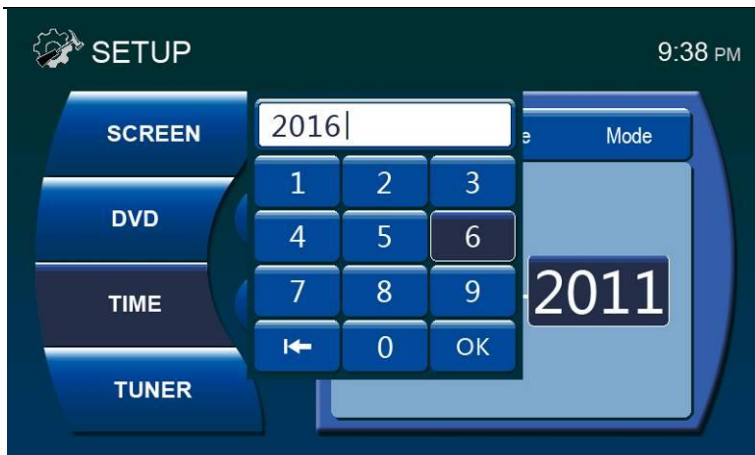 SETUP
9:38 PM
SCREEN
DVD
TIME
TUNER
2016
1 2 3
4 5 6
7 8 9
0 OK
Mode
2011